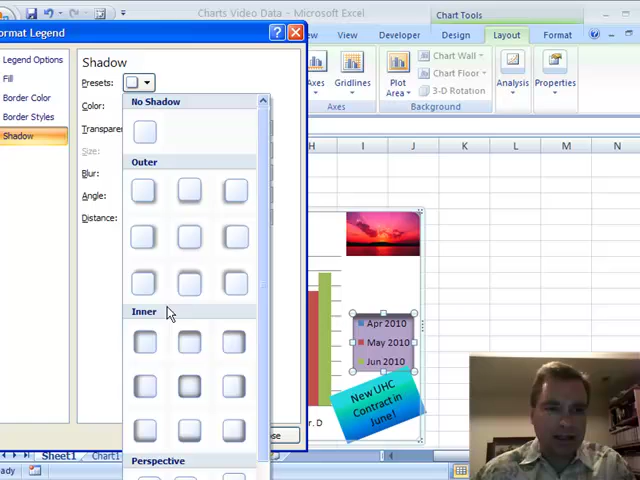 Charts Video Data - Microsoft Excel
Chart Tools
Format Legend
View
Developer
Design
Layout
Format
Legend Options
Fill
Border Color
Border Styles
Shadow
Shadow
Presets:
Color:
Size:
Blur:
Angle:
Distance:
No Shadow
Outer
Inner
Perspective
Axes
Gridlines
Plot
Area
Chart Wall
Chart Floor
3-D Rotation
Background
Analysis
Properties
H
I
J
K
L
M
N
Apr 2010
May 2010
Jun 2010
New UHC
Contract in
June!
r. D
Sheet1
Chart1